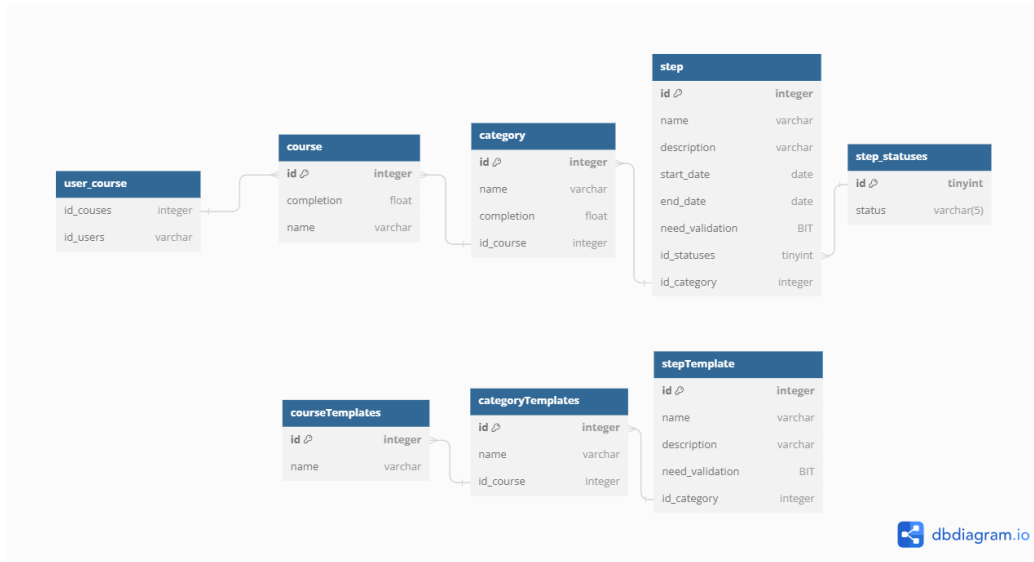 user_course
id_couses integer
id_users varchar
course
id integer
completion float
name varchar
category
id integer
name varchar
completion float
id_course integer
step
id integer
name varchar
description varchar
start_date date
end_date date
need_validation BIT
id_statuses tinyint
id_category integer
step_statuses
id tinyint
status varchar(5)
courseTemplates
id integer
name varchar
categoryTemplates
id integer
name varchar
id_course integer
stepTemplate
id integer
name varchar
description varchar
need_validation BIT
id_category integer
dbdiagram.io